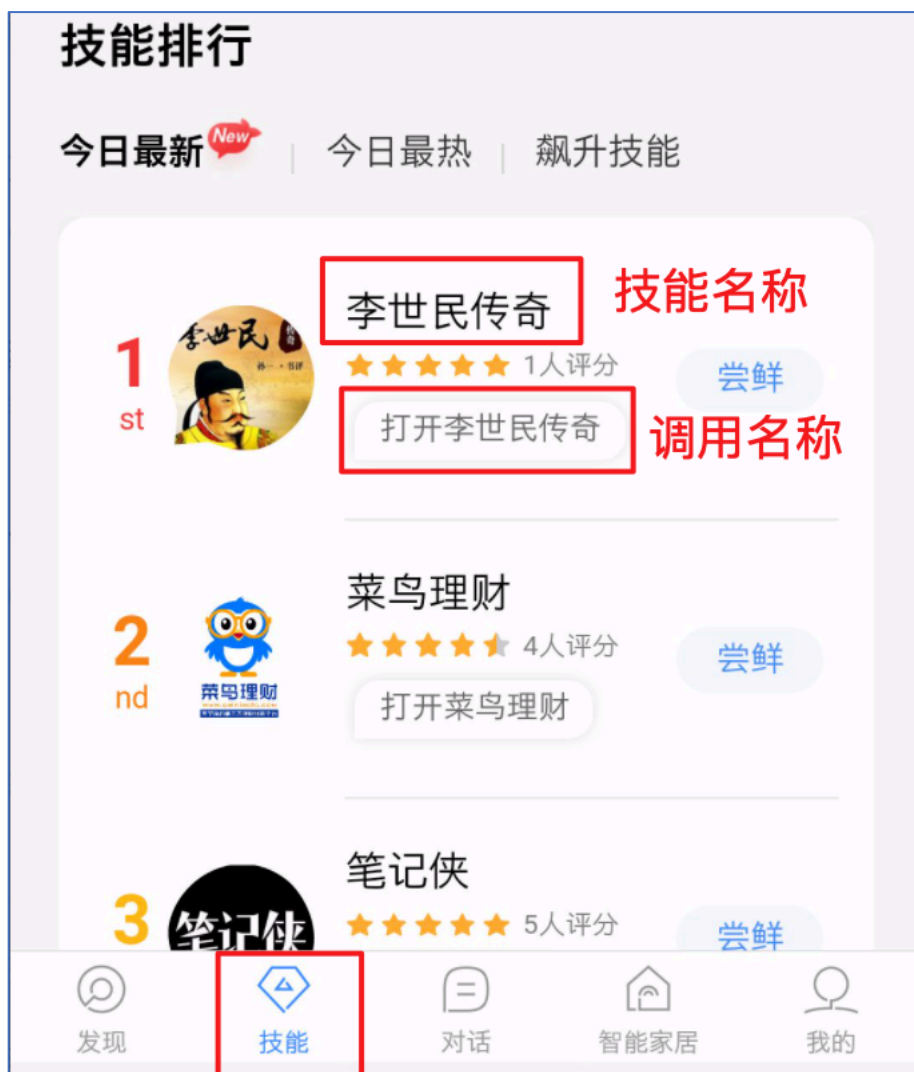 技能排行
今日最新 New | 今日最热 | 飙升技能
李世民传奇
技能名称
1
st
李世民
传奇
1人评分
尝鲜
打开李世民传奇
调用名称
菜鸟理财
2
nd
菜鸟理财
4人评分
尝鲜
打开菜鸟理财
笔记侠
3
笔记侠
5人评分
尝鲜
发现 技能 对话 智能家居 我的